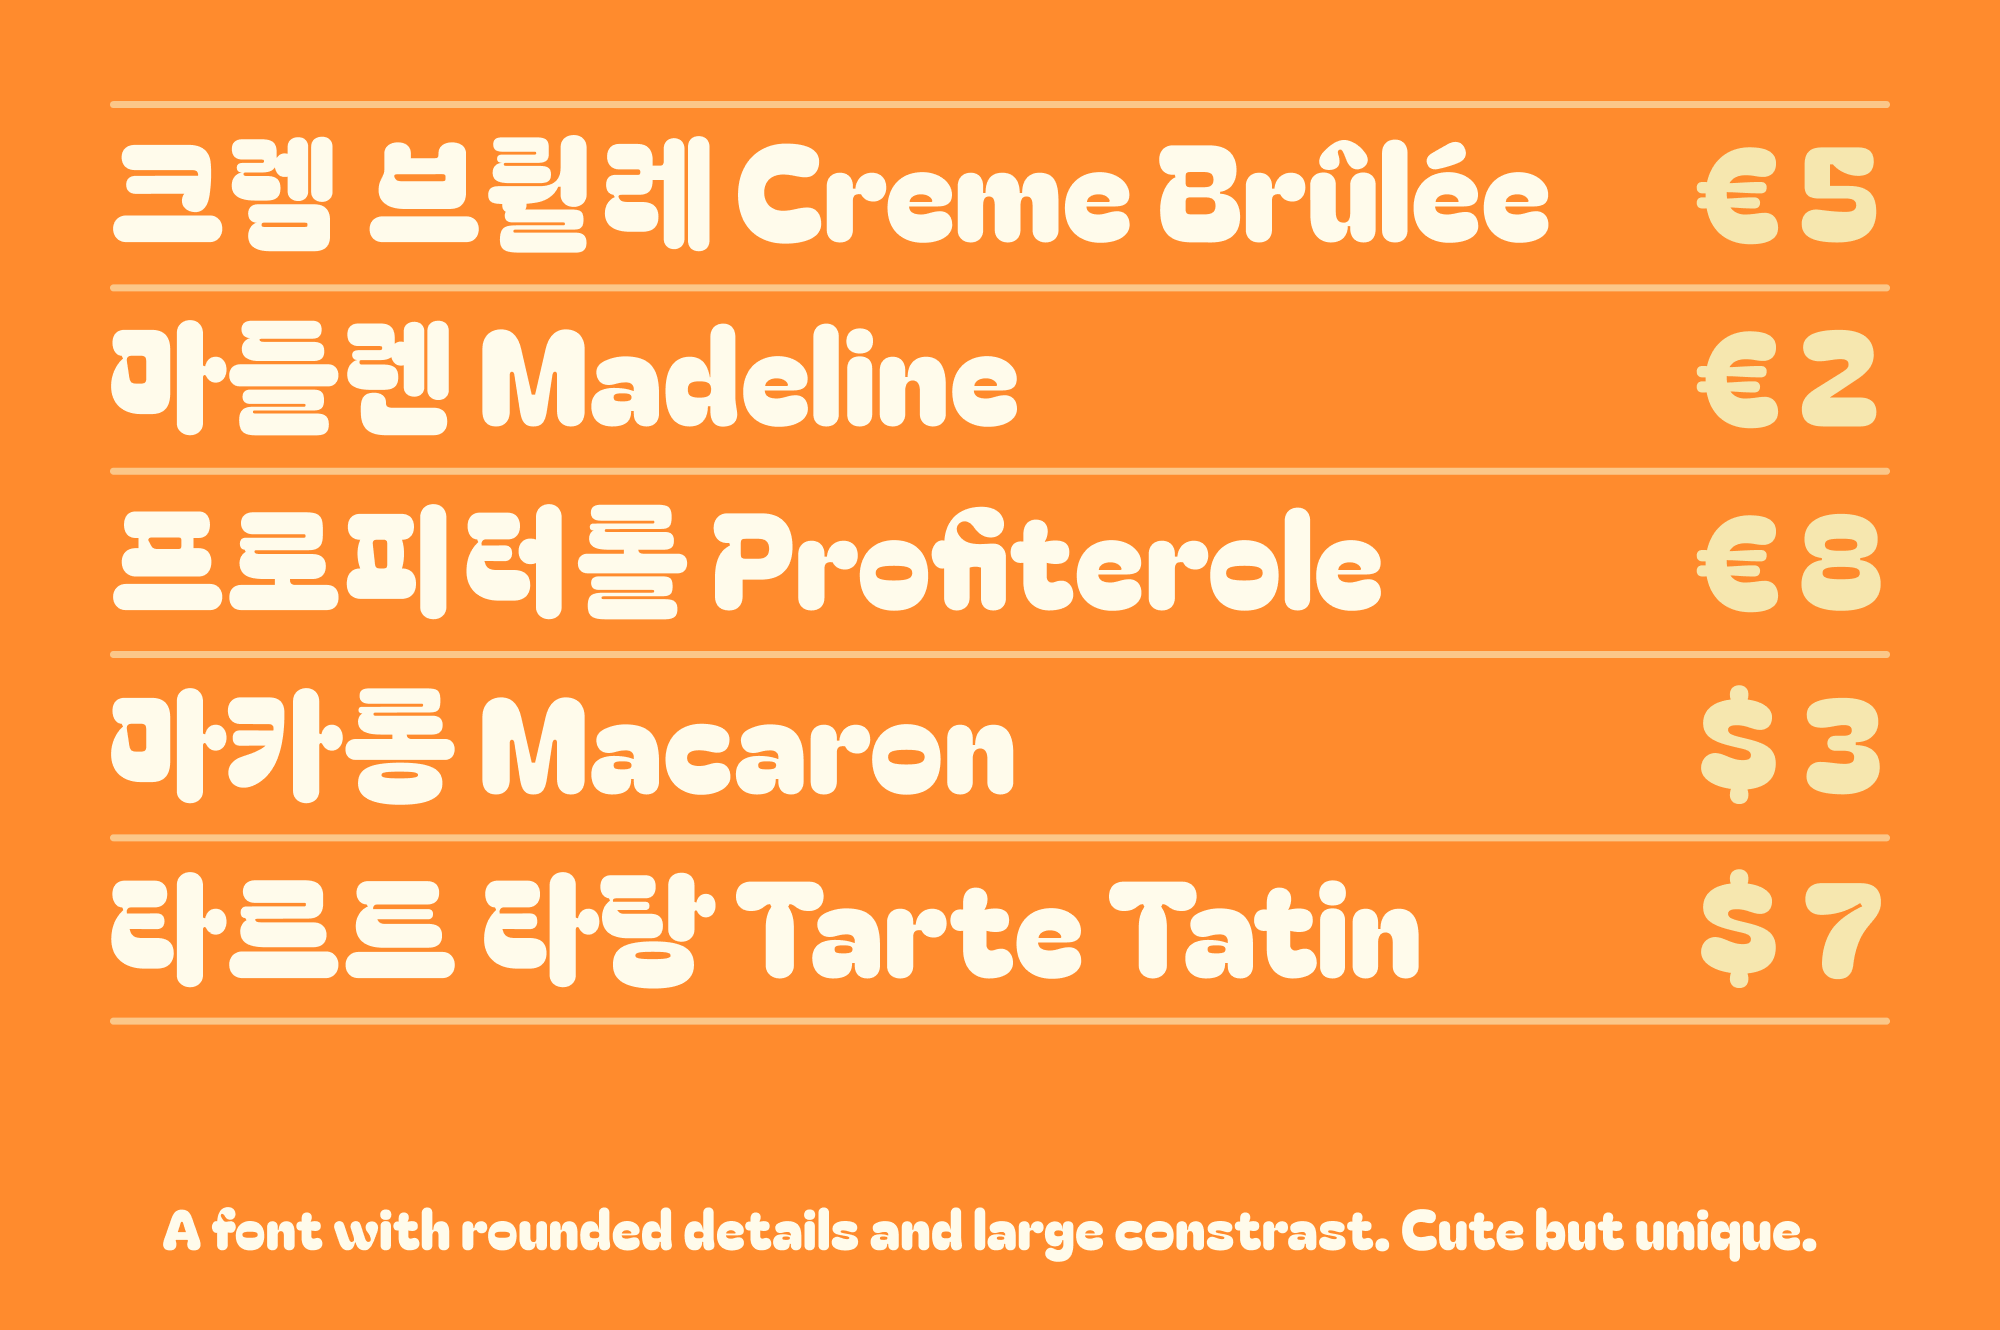 크렘 브륄레 Creme Brûlée €5
마들렌 Madeline €2
프로피터롤 Profiterole €8
마카롱 Macaron $3
타르트 타랑 Tarte Tatin $7
A font with rounded details and large constrast. Cute but unique.